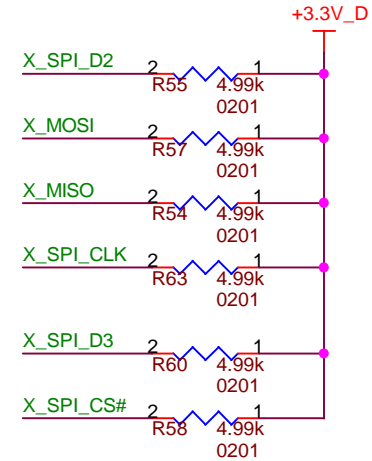 +3.3V_D
X_SPI_D2
2 1
R55 4.99k
0201
X_MOSI
2 1
R57 4.99k
0201
X_MISO
2 1
R54 4.99k
0201
X_SPI_CLK
2 1
R63 4.99k
0201
X_SPI_D3
2 1
R60 4.99k
0201
X_SPI_CS#
2 1
R58 4.99k
0201